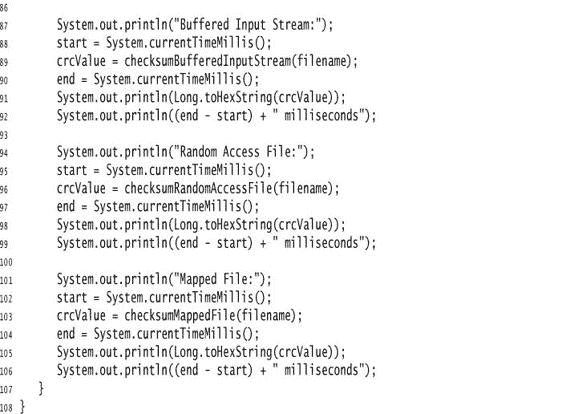 86
87 System.out.println("Buffered Input Stream:");
88 start = System.currentTimeMillis();
89 crcValue = checksumBufferedInputStream(filename);
90 end = System.currentTimeMillis();
91 System.out.println(Long.toHexString(crcValue));
92 System.out.println((end - start) + " milliseconds");
93
94 System.out.println("Random Access File:");
95 start = System.currentTimeMillis();
96 crcValue = checksumRandomAccessFile(filename);
97 end = System.currentTimeMillis();
98 System.out.println(Long.toHexString(crcValue));
99 System.out.println((end - start) + " milliseconds");
100
101 System.out.println("Mapped File:");
102 start = System.currentTimeMillis();
103 crcValue = checksumMappedFile(filename);
104 end = System.currentTimeMillis();
105 System.out.println(Long.toHexString(crcValue));
106 System.out.println((end - start) + " milliseconds");
107 }
108 }